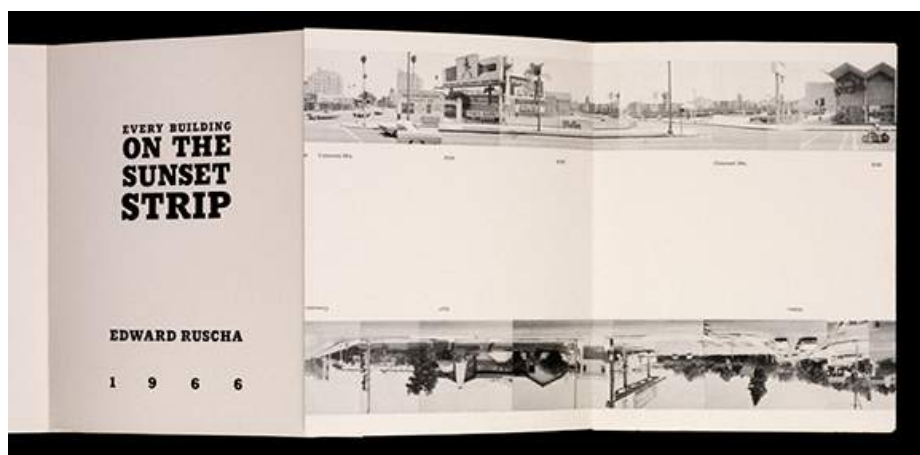 EVERY BUILDING
ON THE
SUNSET
STRIP
EDWARD RUSCHA
1 9 6 6